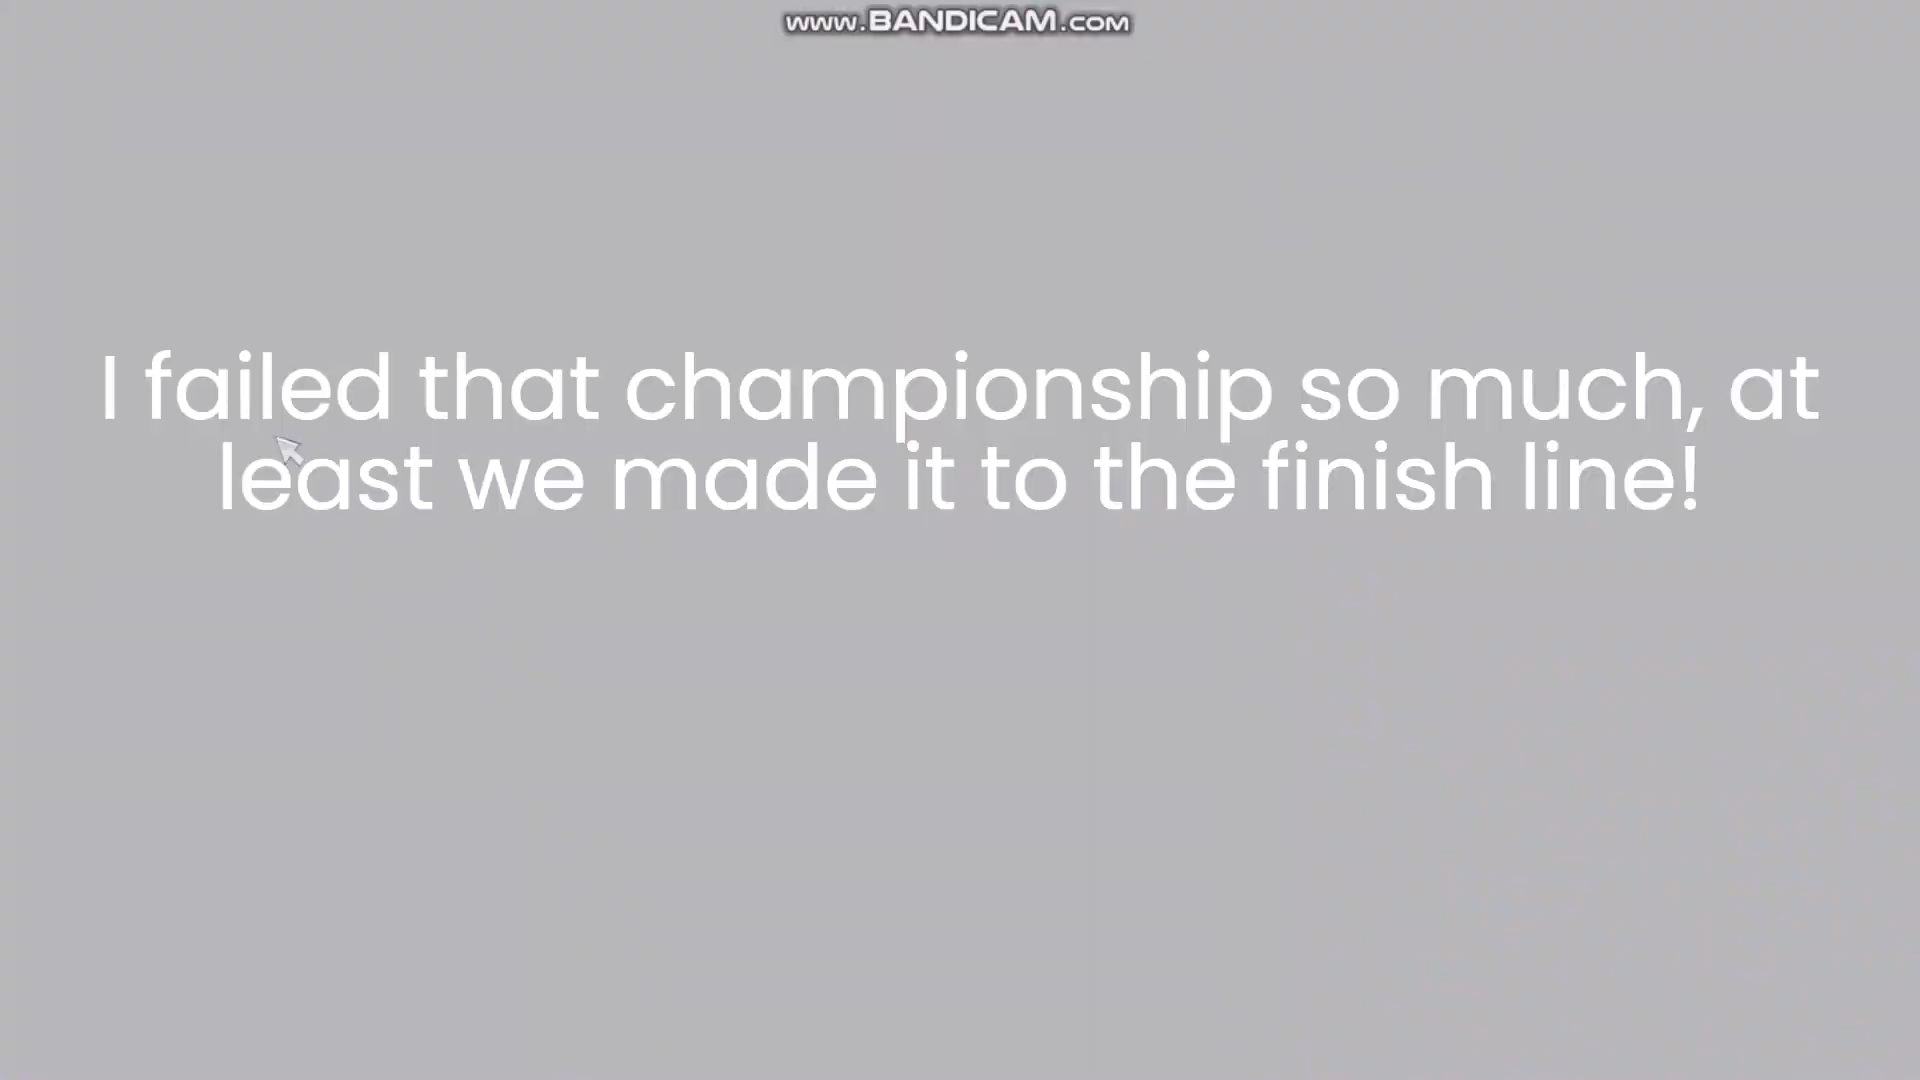 www.BANDICAM.com
I failed that championship so much, at
least we made it to the finish line!